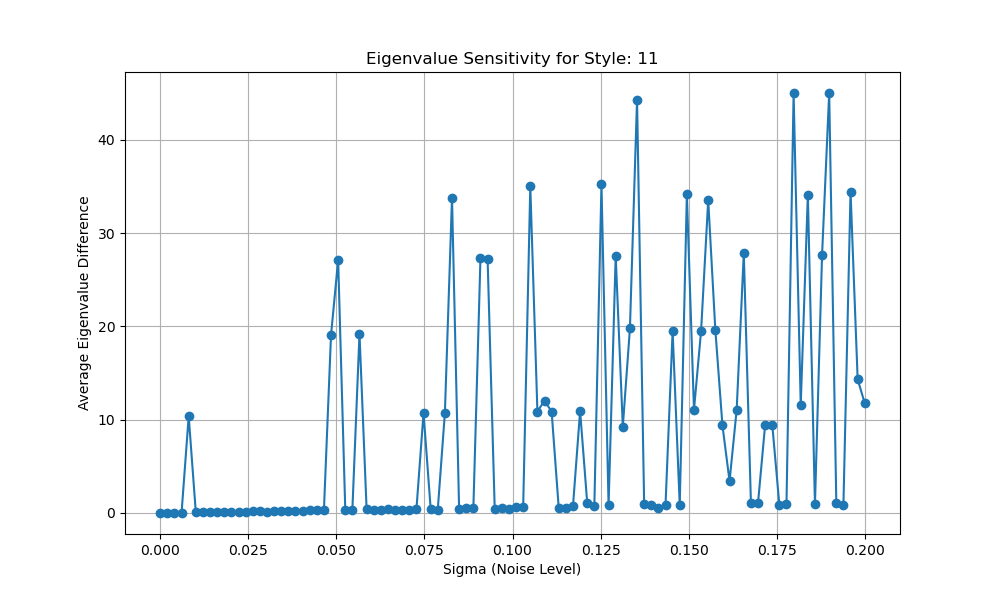 Eigenvalue Sensitivity for Style: 11
Average Eigenvalue Difference
40
30
20
10
0
0.000 0.025 0.050 0.075 0.100 0.125 0.150 0.175 0.200
Sigma (Noise Level)